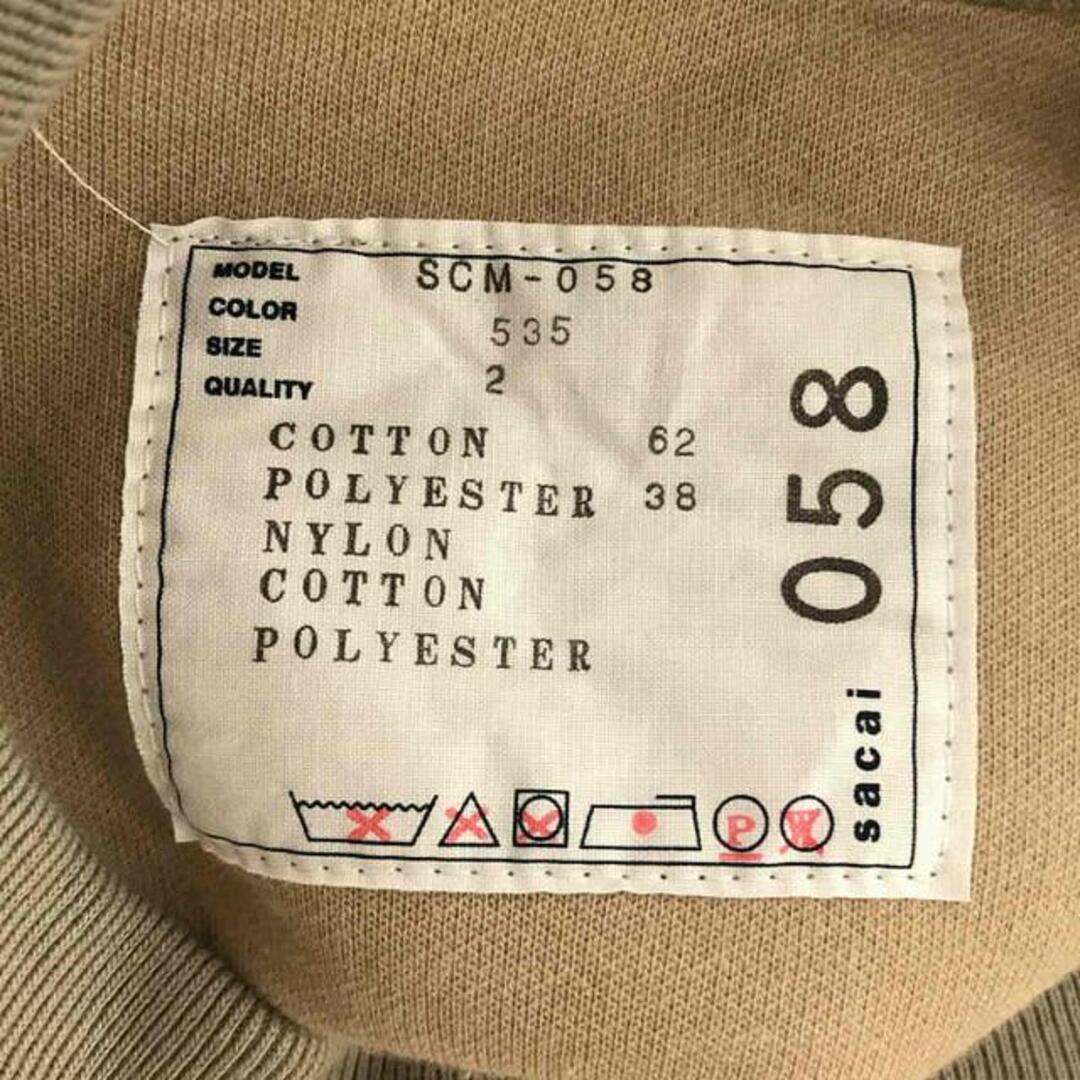 MODEL SCM-058
COLOR 535
SIZE 2
QUALITY
COTTON 62
POLYESTER 38
NYLON
COTTON
POLYESTER
P
W
sacai 058